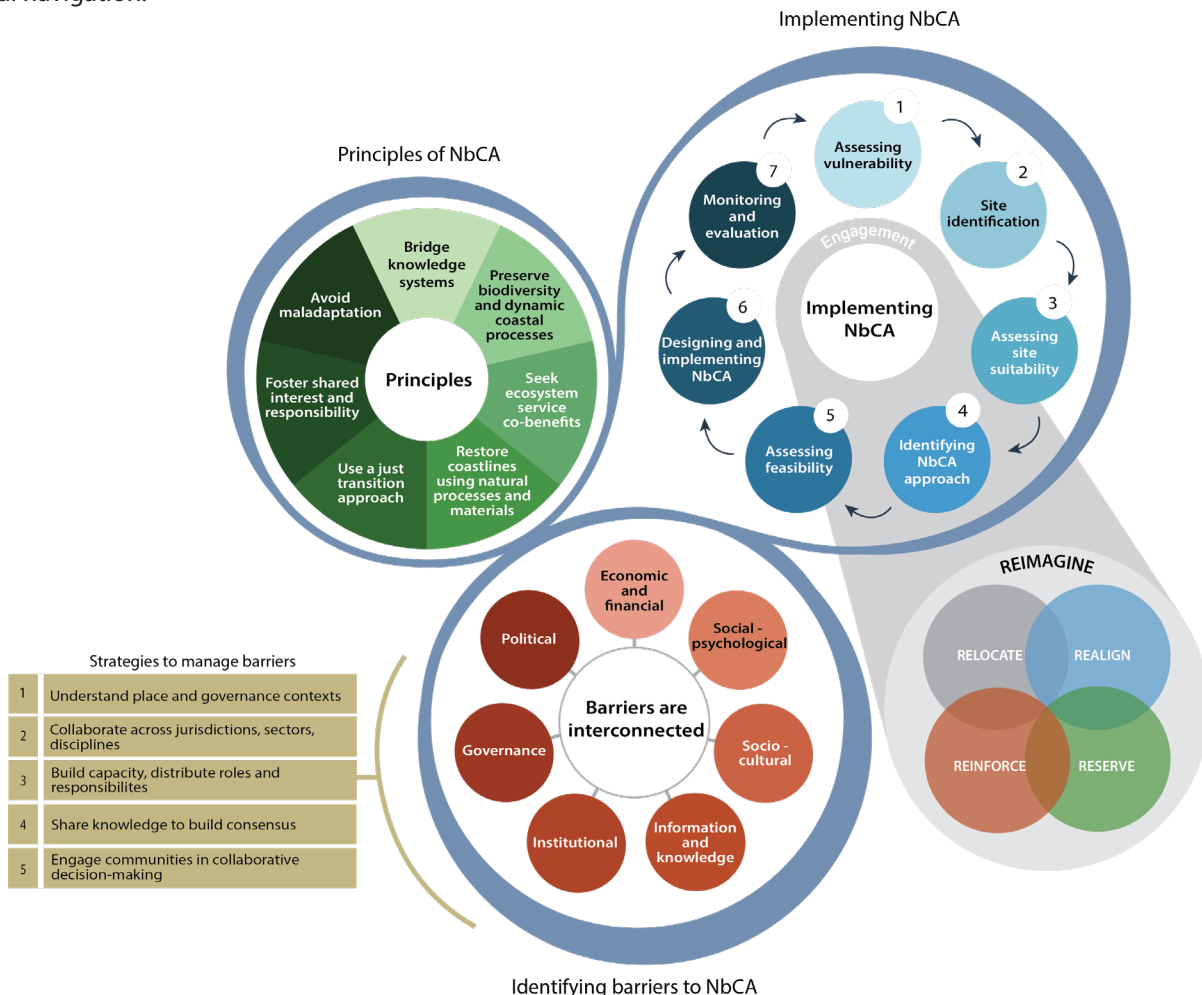 al navigation.
Implementing NbCA
Principles of NbCA
Bridge
knowledge
systems
Preserve
biodiversity
and dynamic
coastal
processes
Seek
ecosystem
service
co-benefits
Restore
coastlines
using natural
processes and
materials
Use a just
transition
approach
Foster shared
interest and
responsibility
Avoid
maladaptation
Principles
1
Assessing
vulnerability
2
Site
identification
3
Assessing
site
suitability
4
Identifying
NbCA
approach
5
Assessing
feasibility
6
Designing and
implementing
NbCA
7
Monitoring
and
evaluation
Engagement
Implementing
NbCA
REIMAGINE
RELOCATE
REALIGN
REINFORCE
RESERVE
Economic
and
financial
Social -
psychological
Socio -
cultural
Information
and
knowledge
Institutional
Governance
Political
Barriers are
interconnected
Strategies to manage barriers
1 Understand place and governance contexts
2 Collaborate across jurisdictions, sectors,
disciplines
3 Build capacity, distribute roles and
responsibilites
4 Share knowledge to build consensus
5 Engage communities in collaborative
decision-making
Identifying barriers to NbCA